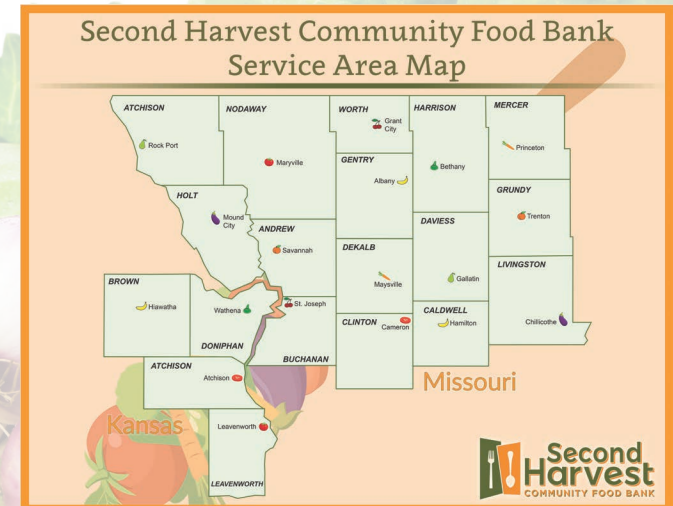 Second Harvest Community Food Bank
Service Area Map
ATCHISON
NODAWAY
WORTH
HARRISON
MERCER
Rock Port
Maryville
Grant
City
Bethany
Princeton
GENTRY
Albany
HOLT
Mound
City
ANDREW
Savannah
GRUNDY
Trenton
DAVIESS
Gallatin
DEKALB
Maysville
LIVINGSTON
Chillicothe
BROWN
Hiawatha
Wathena
DONIPHAN
St. Joseph
BUCHANAN
CLINTON
Cameron
CALDWELL
Hamilton
ATCHISON
Atchison
Missouri
Kansas
Leavenworth
LEAVENWORTH
Second
Harvest
COMMUNITY FOOD BANK